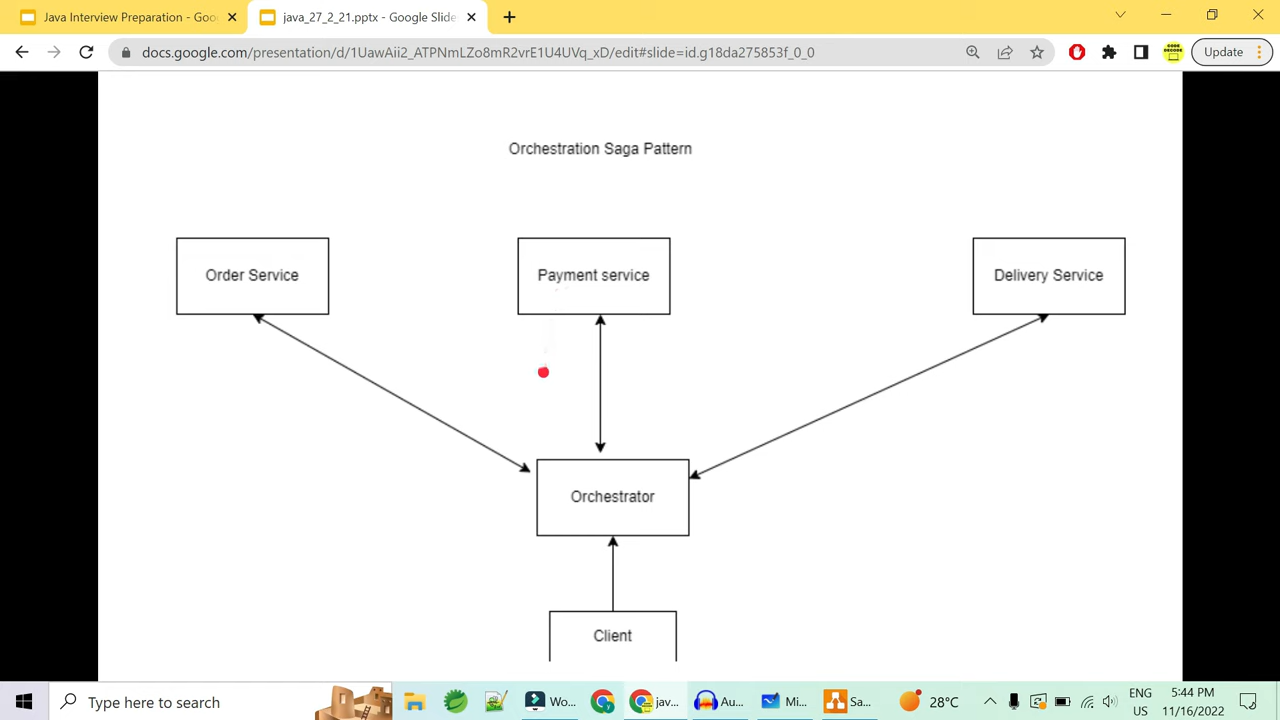 Java Interview Preparation - Goo
java_27_2_21.pptx - Google Slide
docs.google.com/presentation/d/1UawAii2_ATPNmLZo8mR2vrE1U4UVq_xD/edit#slide=id.g18da275853f_0_0
CODE DECODE
Update
Orchestration Saga Pattern
Order Service
Payment service
Delivery Service
Orchestrator
Client
Type here to search
Wo...
jav...
Au...
Mi...
Sa...
28°C
ENG
US
5:44 PM
11/16/2022